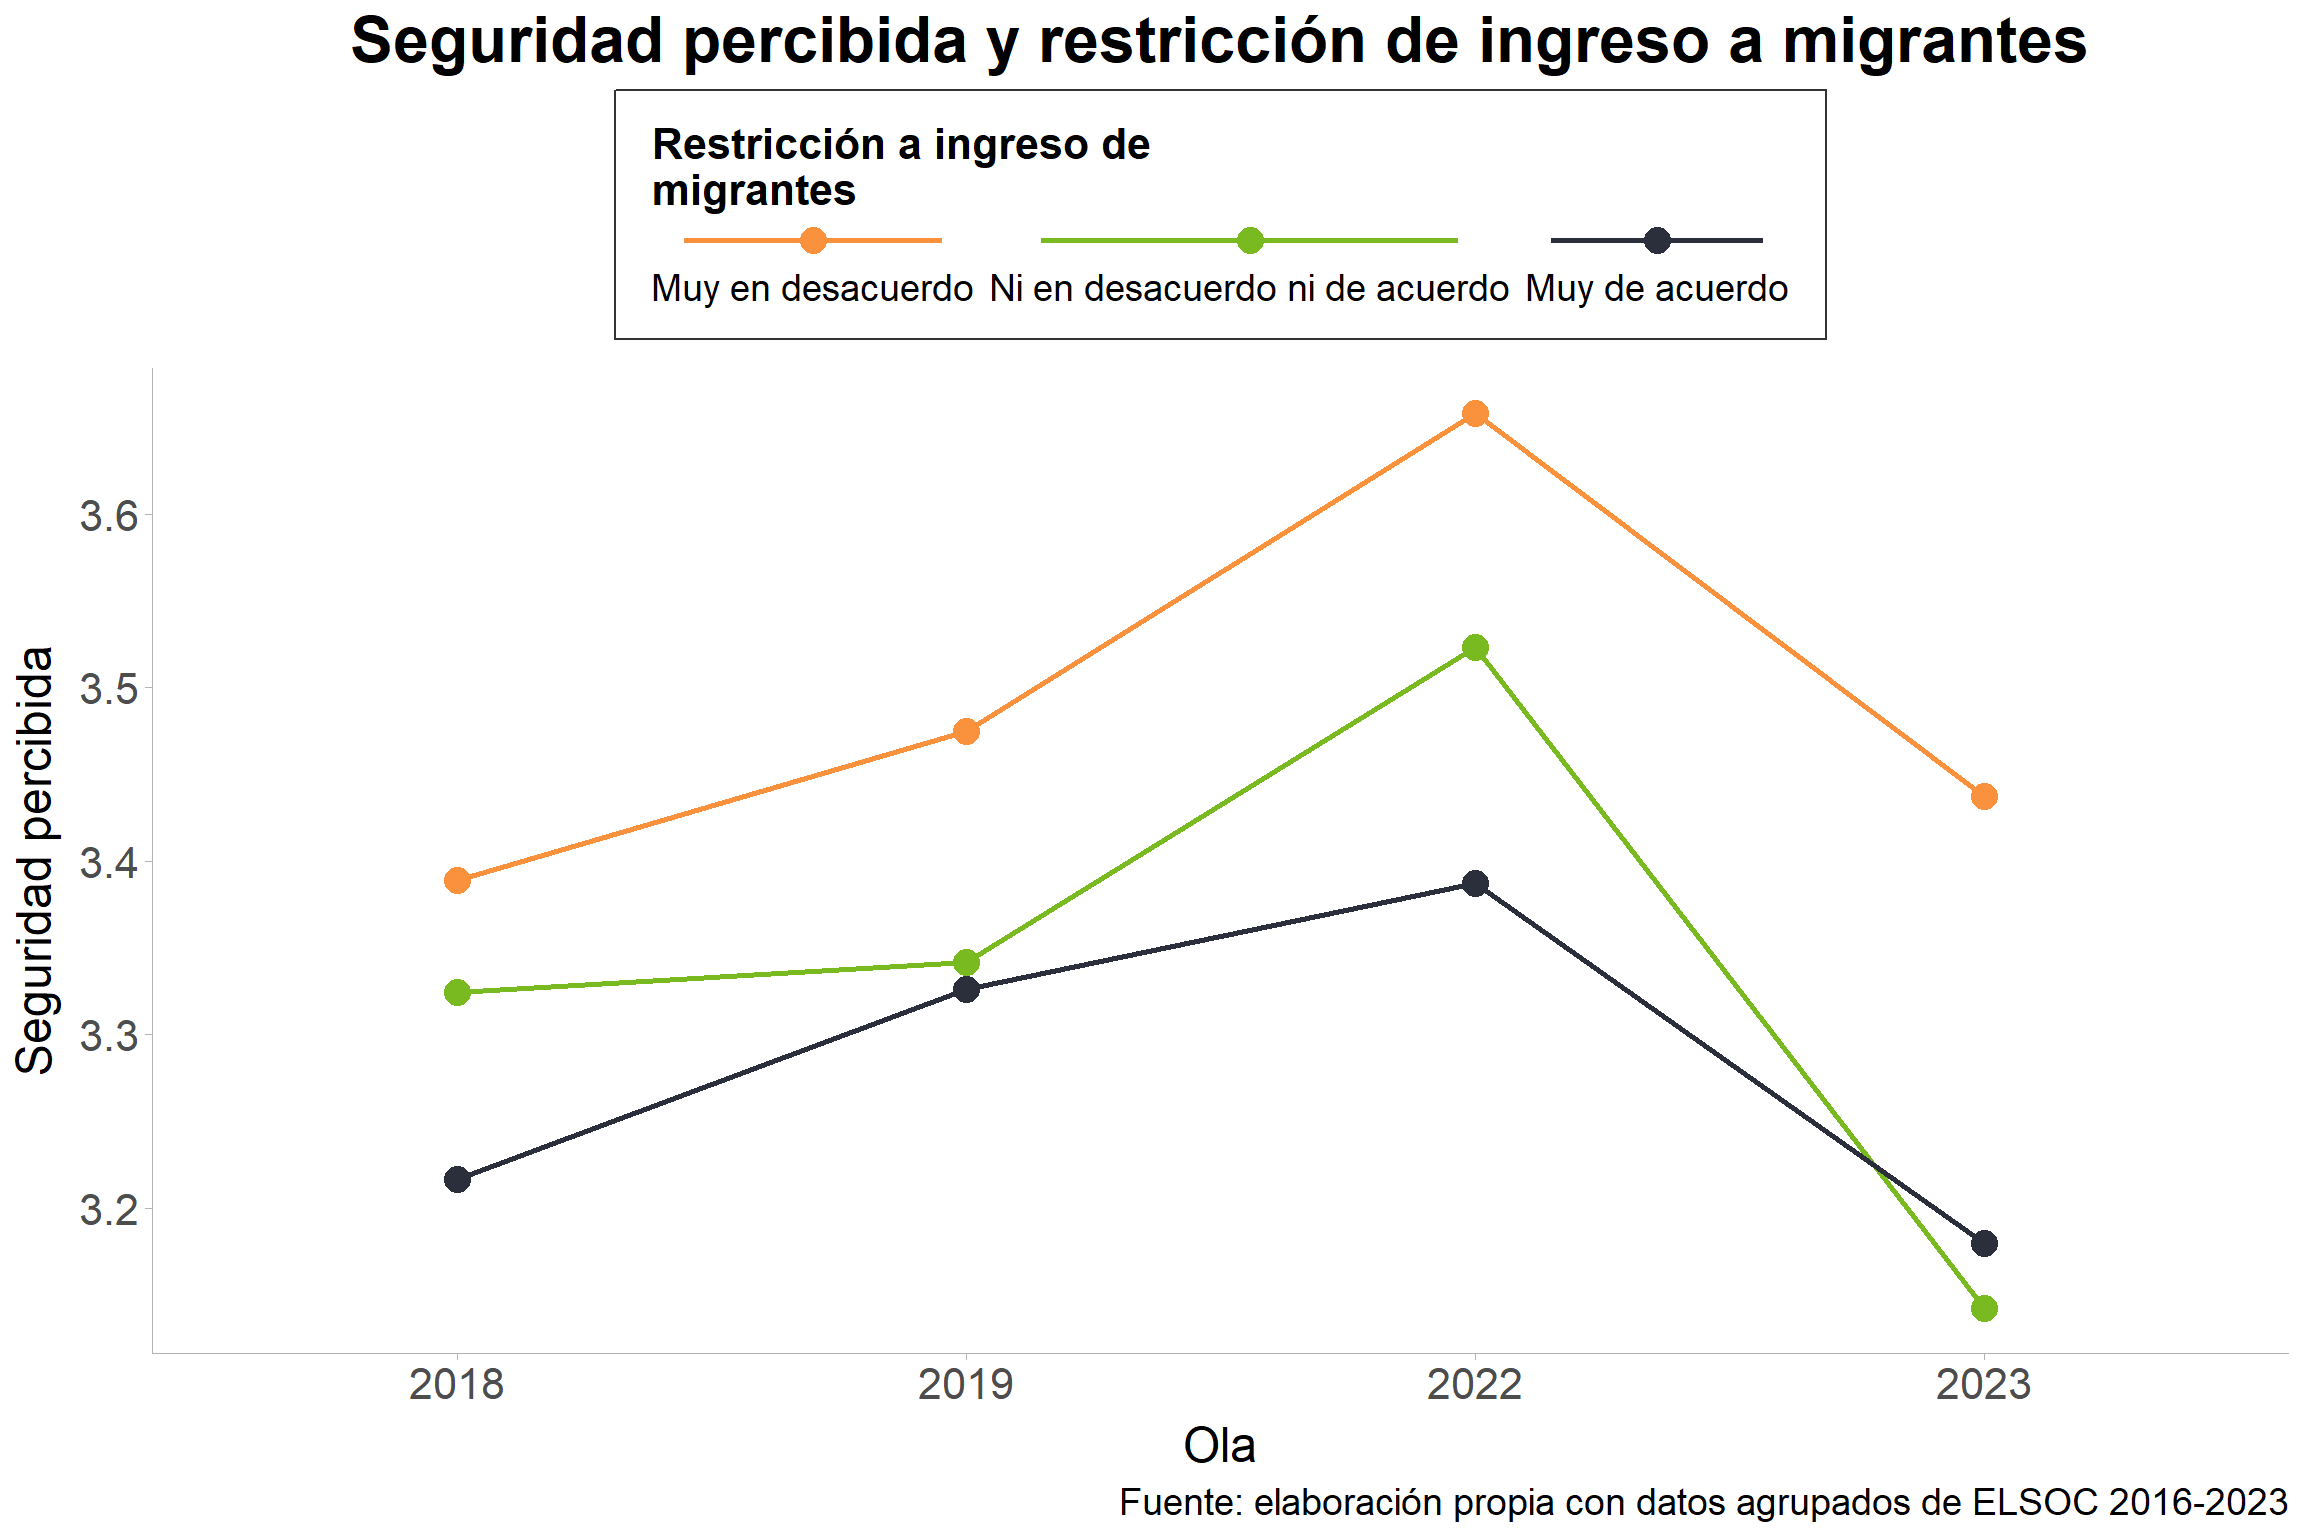 Seguridad percibida y restricción de ingreso a migrantes
Restricción a ingreso de
migrantes
Muy en desacuerdo Ni en desacuerdo ni de acuerdo Muy de acuerdo
Seguridad percibida
3.6
3.5
3.4
3.3
3.2
2018 2019 2022 2023
Ola
Fuente: elaboración propia con datos agrupados de ELSOC 2016-2023